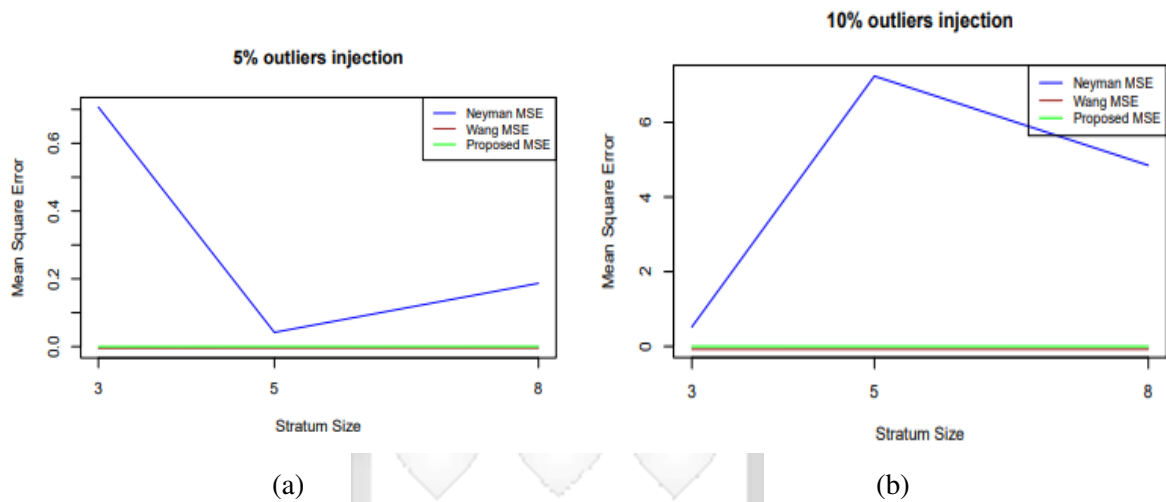 5% outliers injection
Neyman MSE
Wang MSE
Proposed MSE
Mean Square Error
0.0 0.2 0.4 0.6
3 5 8
Stratum Size
(a)
10% outliers injection
Neyman MSE
Wang MSE
Proposed MSE
Mean Square Error
0 2 4 6
3 5 8
Stratum Size
(b)